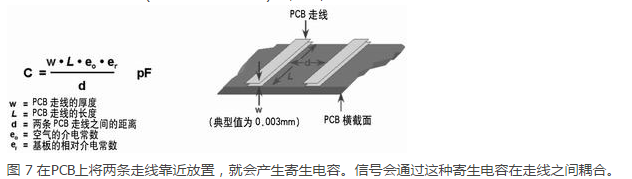 PCB 走线
C = w • L • eo • er / d pF
w = PCB 走线的厚度
L = PCB 走线的长度
d = 两条 PCB 走线之间的距离
eo = 空气的介电常数
er = 基板的相对介电常数
d
L
w
(典型值为 0.003mm)
PCB 横截面
图 7 在PCB上将两条走线靠近放置，就会产生寄生电容。信号会通过这种寄生电容在走线之间耦合。